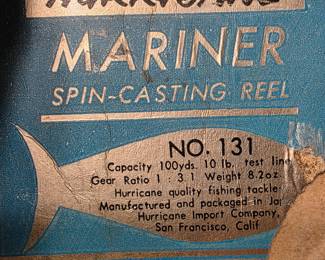 MARINER
SPIN-CASTING REEL
NO. 131
Capacity 100yds. 10 lb. test line
Gear Ratio 1 : 3.1 Weight 8.2oz
Hurricane quality fishing tackle
Manufactured and packaged in Ja
Hurricane Import Company,
San Francisco, Calif